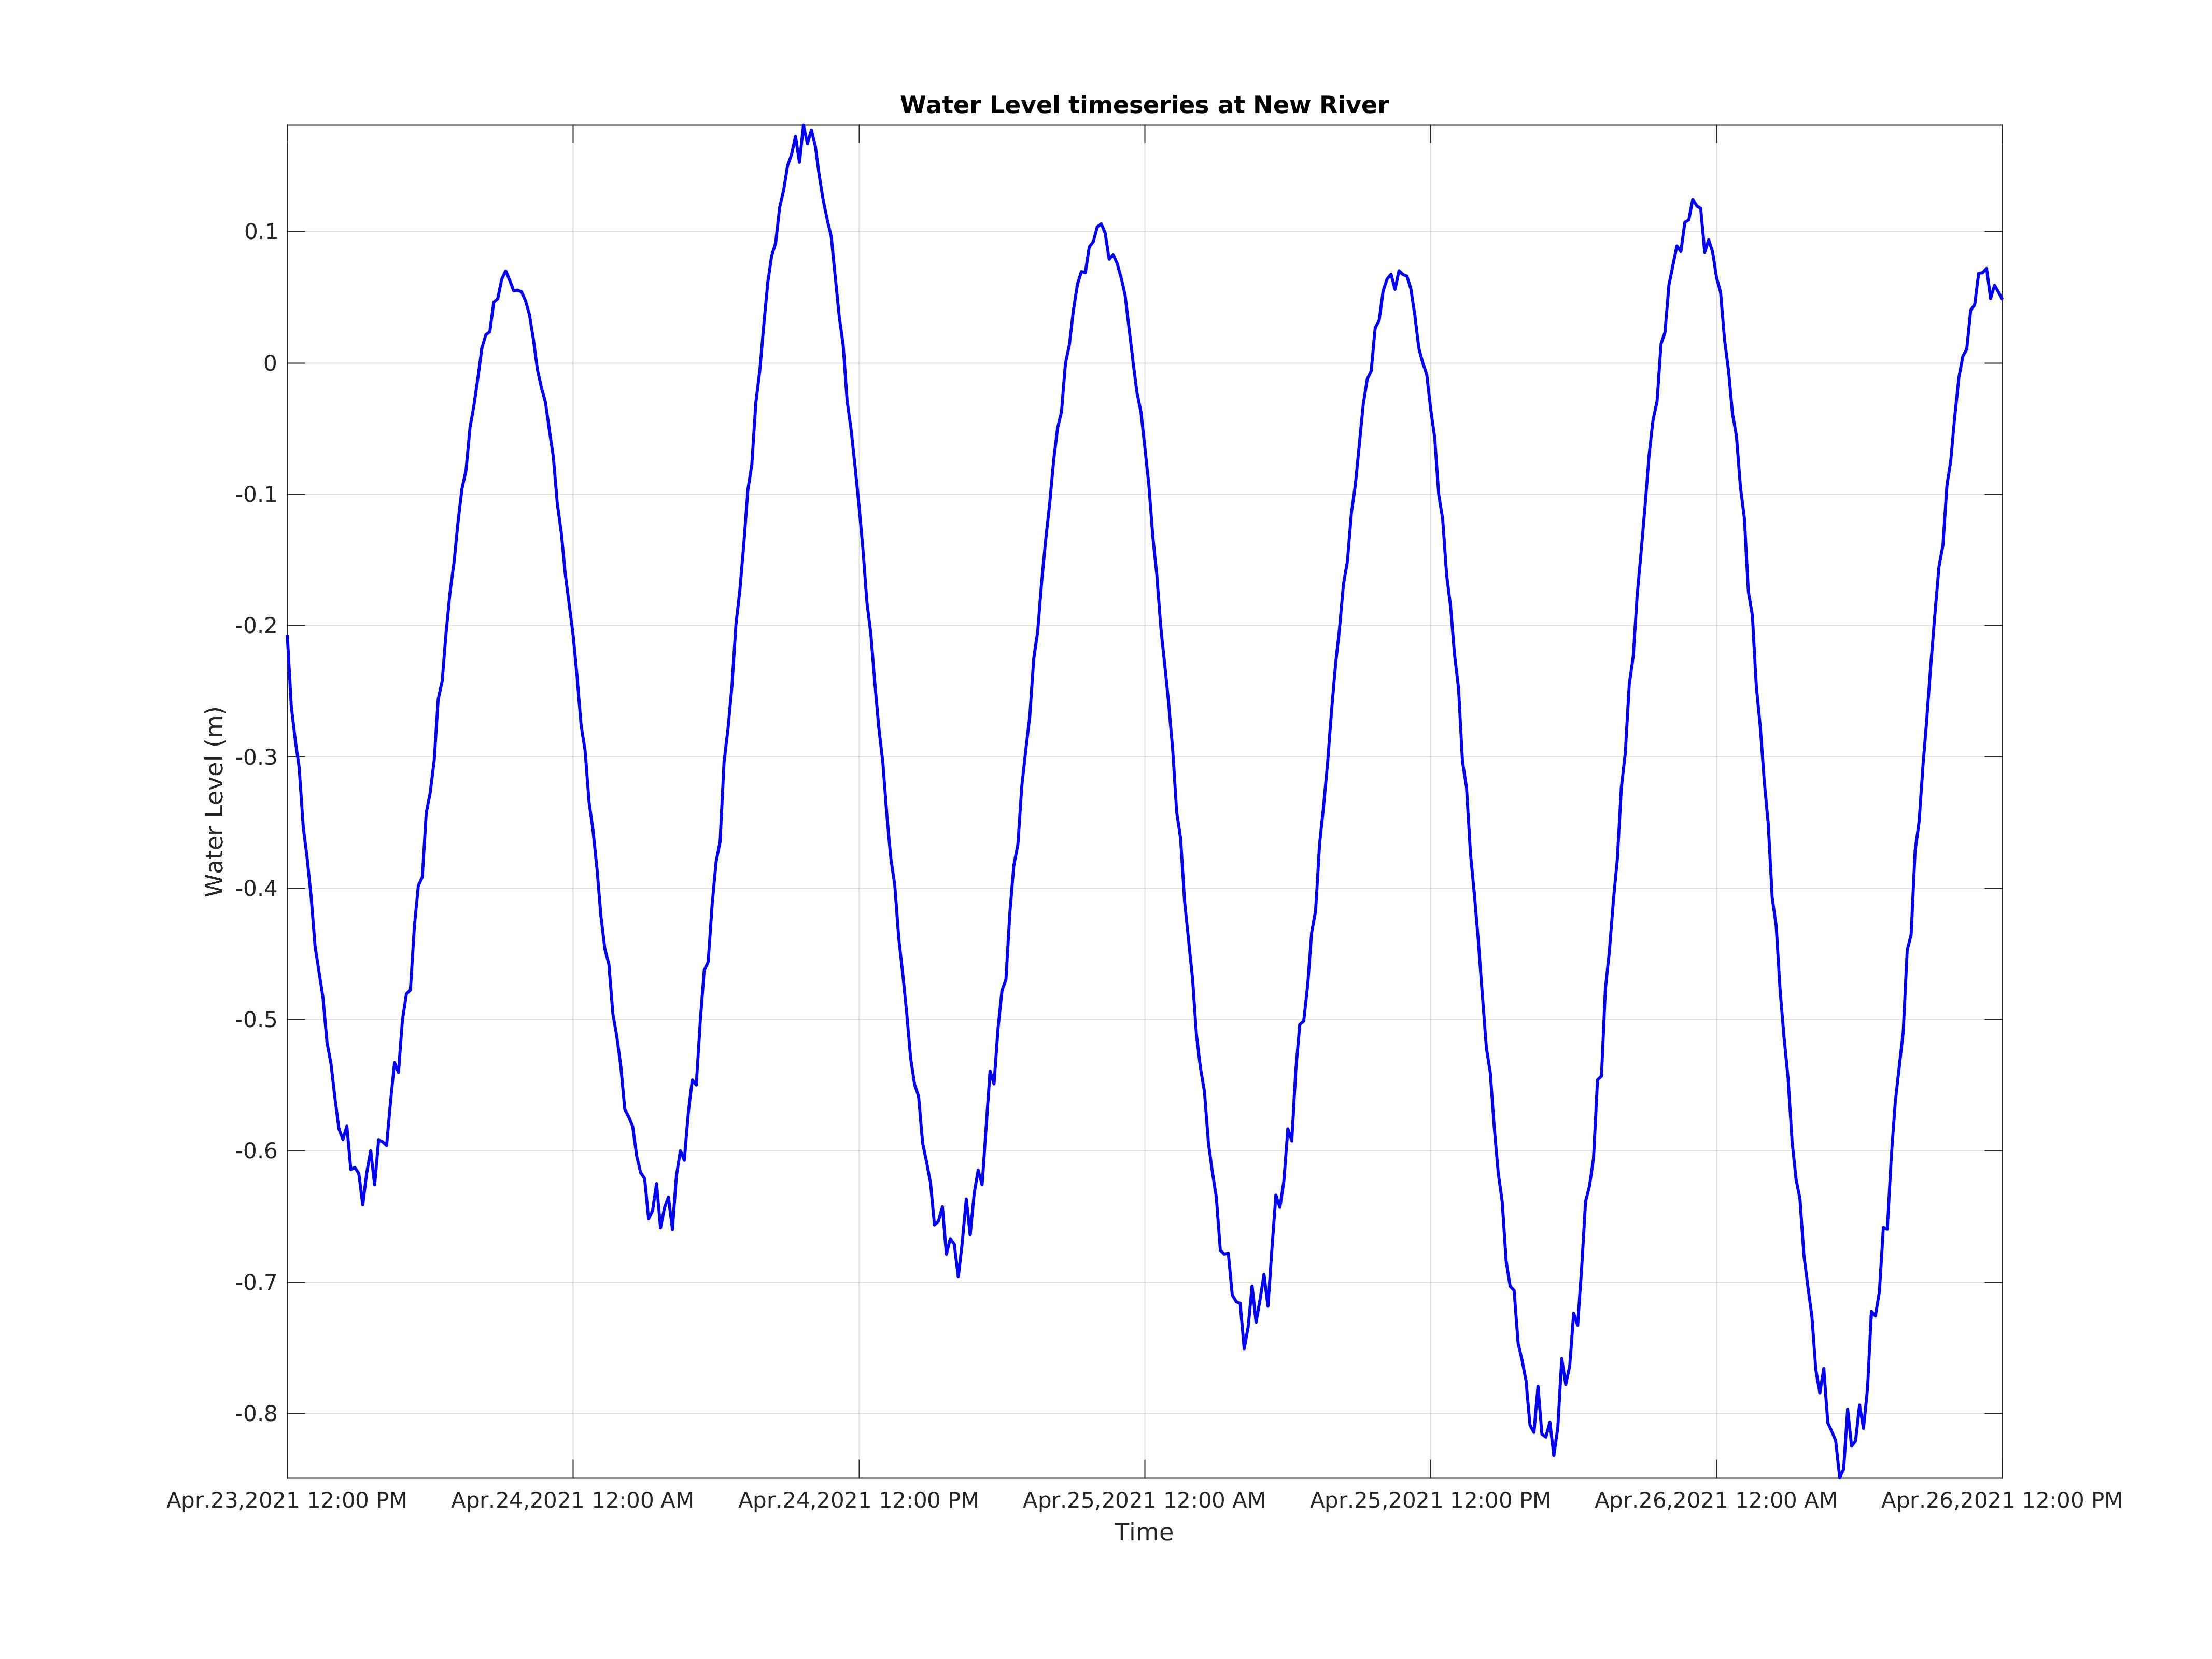 Water Level timeseries at New River
0.1
0
-0.1
-0.2
-0.3
-0.4
-0.5
-0.6
-0.7
-0.8
Water Level (m)
Apr.23,2021 12:00 PM Apr.24,2021 12:00 AM Apr.24,2021 12:00 PM Apr.25,2021 12:00 AM Apr.25,2021 12:00 PM Apr.26,2021 12:00 AM Apr.26,2021 12:00 PM
Time